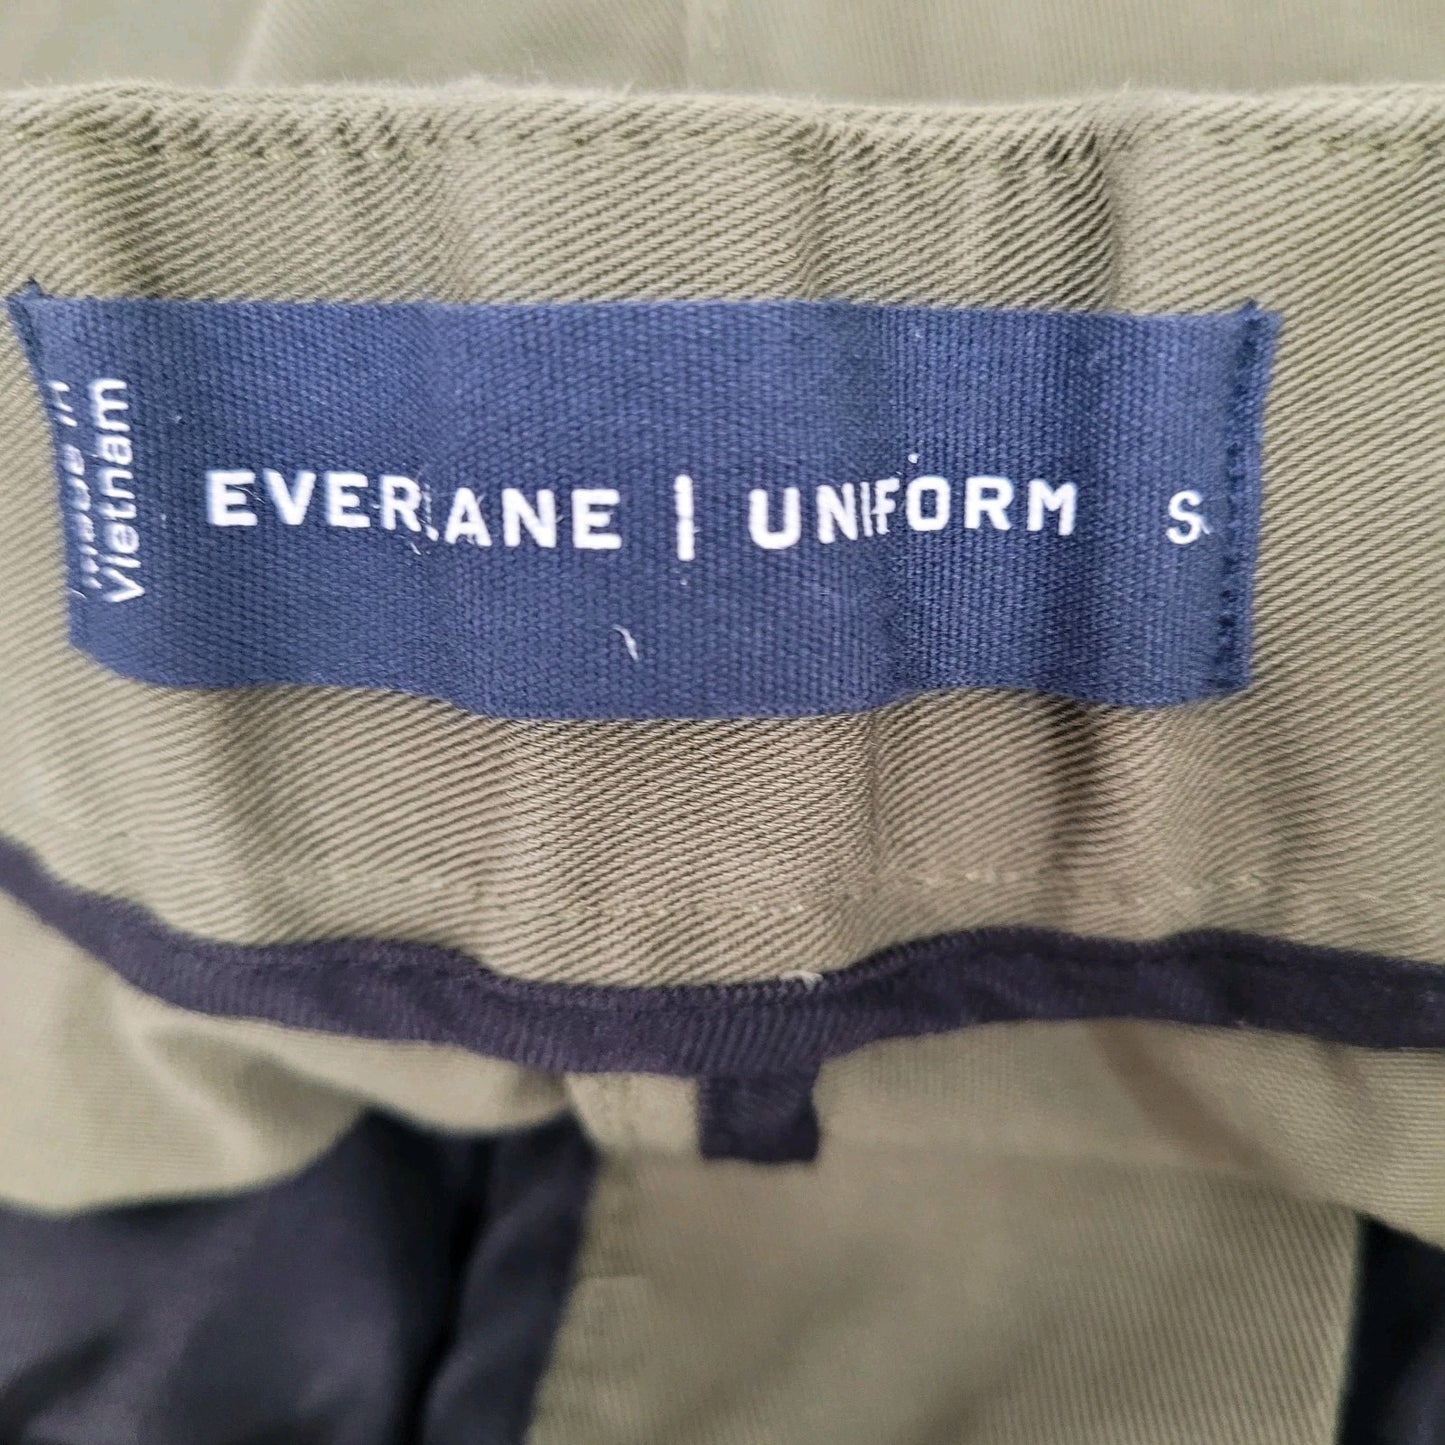 Made in
Vietnam
EVERLANE | UNIFORM S